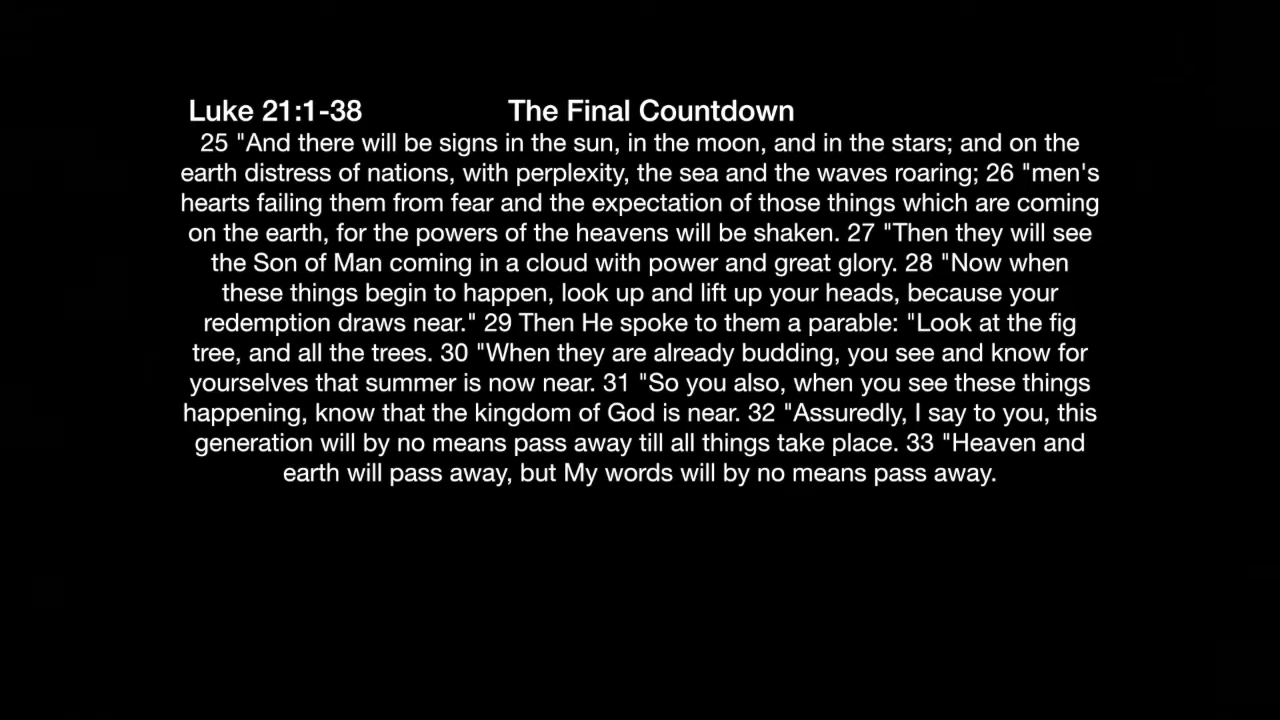 Luke 21:1-38 The Final Countdown
25 "And there will be signs in the sun, in the moon, and in the stars; and on the
earth distress of nations, with perplexity, the sea and the waves roaring; 26 "men's
hearts failing them from fear and the expectation of those things which are coming
on the earth, for the powers of the heavens will be shaken. 27 "Then they will see
the Son of Man coming in a cloud with power and great glory. 28 "Now when
these things begin to happen, look up and lift up your heads, because your
redemption draws near." 29 Then He spoke to them a parable: "Look at the fig
tree, and all the trees. 30 "When they are already budding, you see and know for
yourselves that summer is now near. 31 "So you also, when you see these things
happening, know that the kingdom of God is near. 32 "Assuredly, I say to you, this
generation will by no means pass away till all things take place. 33 "Heaven and
earth will pass away, but My words will by no means pass away.